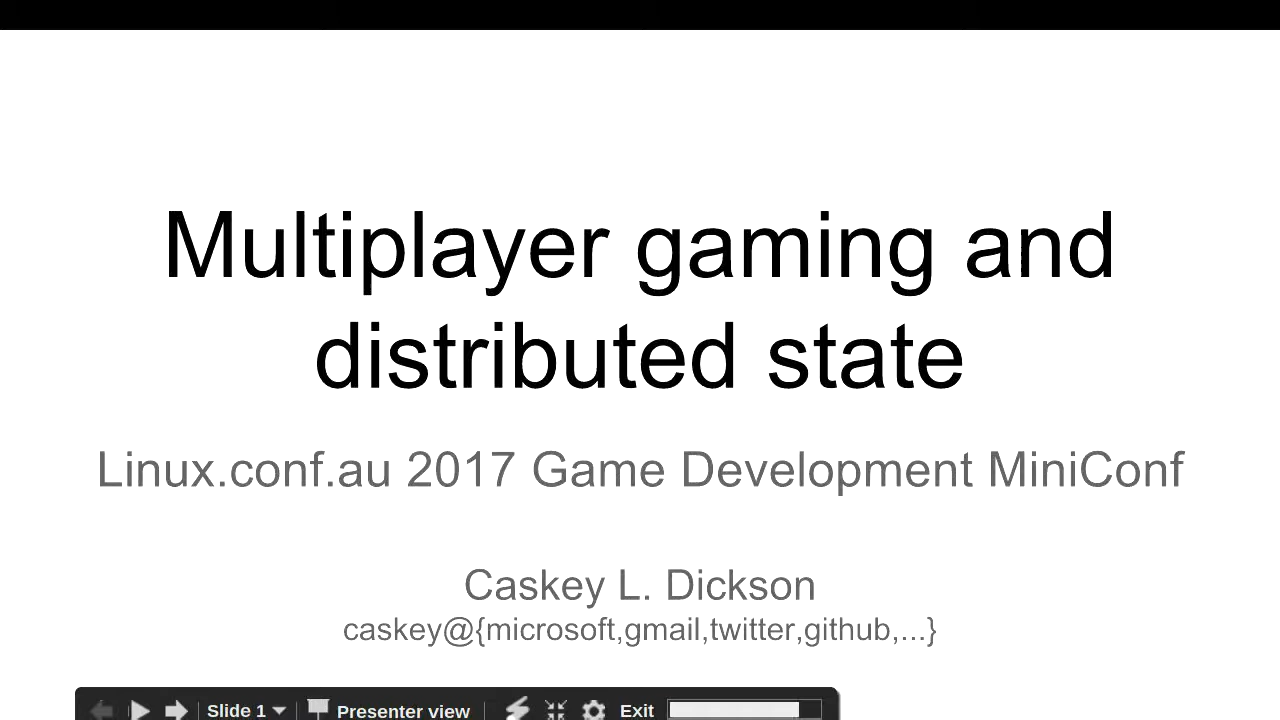 Multiplayer gaming and
distributed state
Linux.conf.au 2017 Game Development MiniConf
Caskey L. Dickson
caskey@{microsoft,gmail,twitter,github,...}
Slide 1 Presenter view Exit